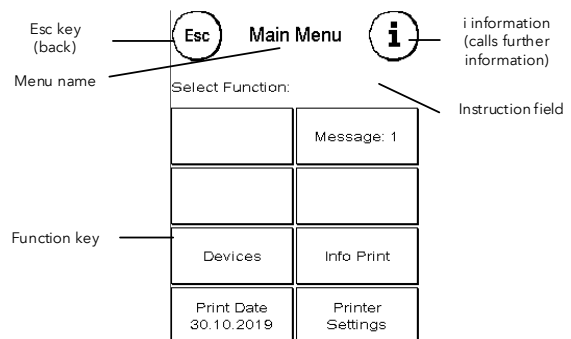 Esc key
(back)
Esc
Main Menu
i
i information
(calls further
information)
Menu name
Select Function:
Instruction field
Message: 1
Function key
Devices
Info Print
Print Date
30.10.2019
Printer
Settings